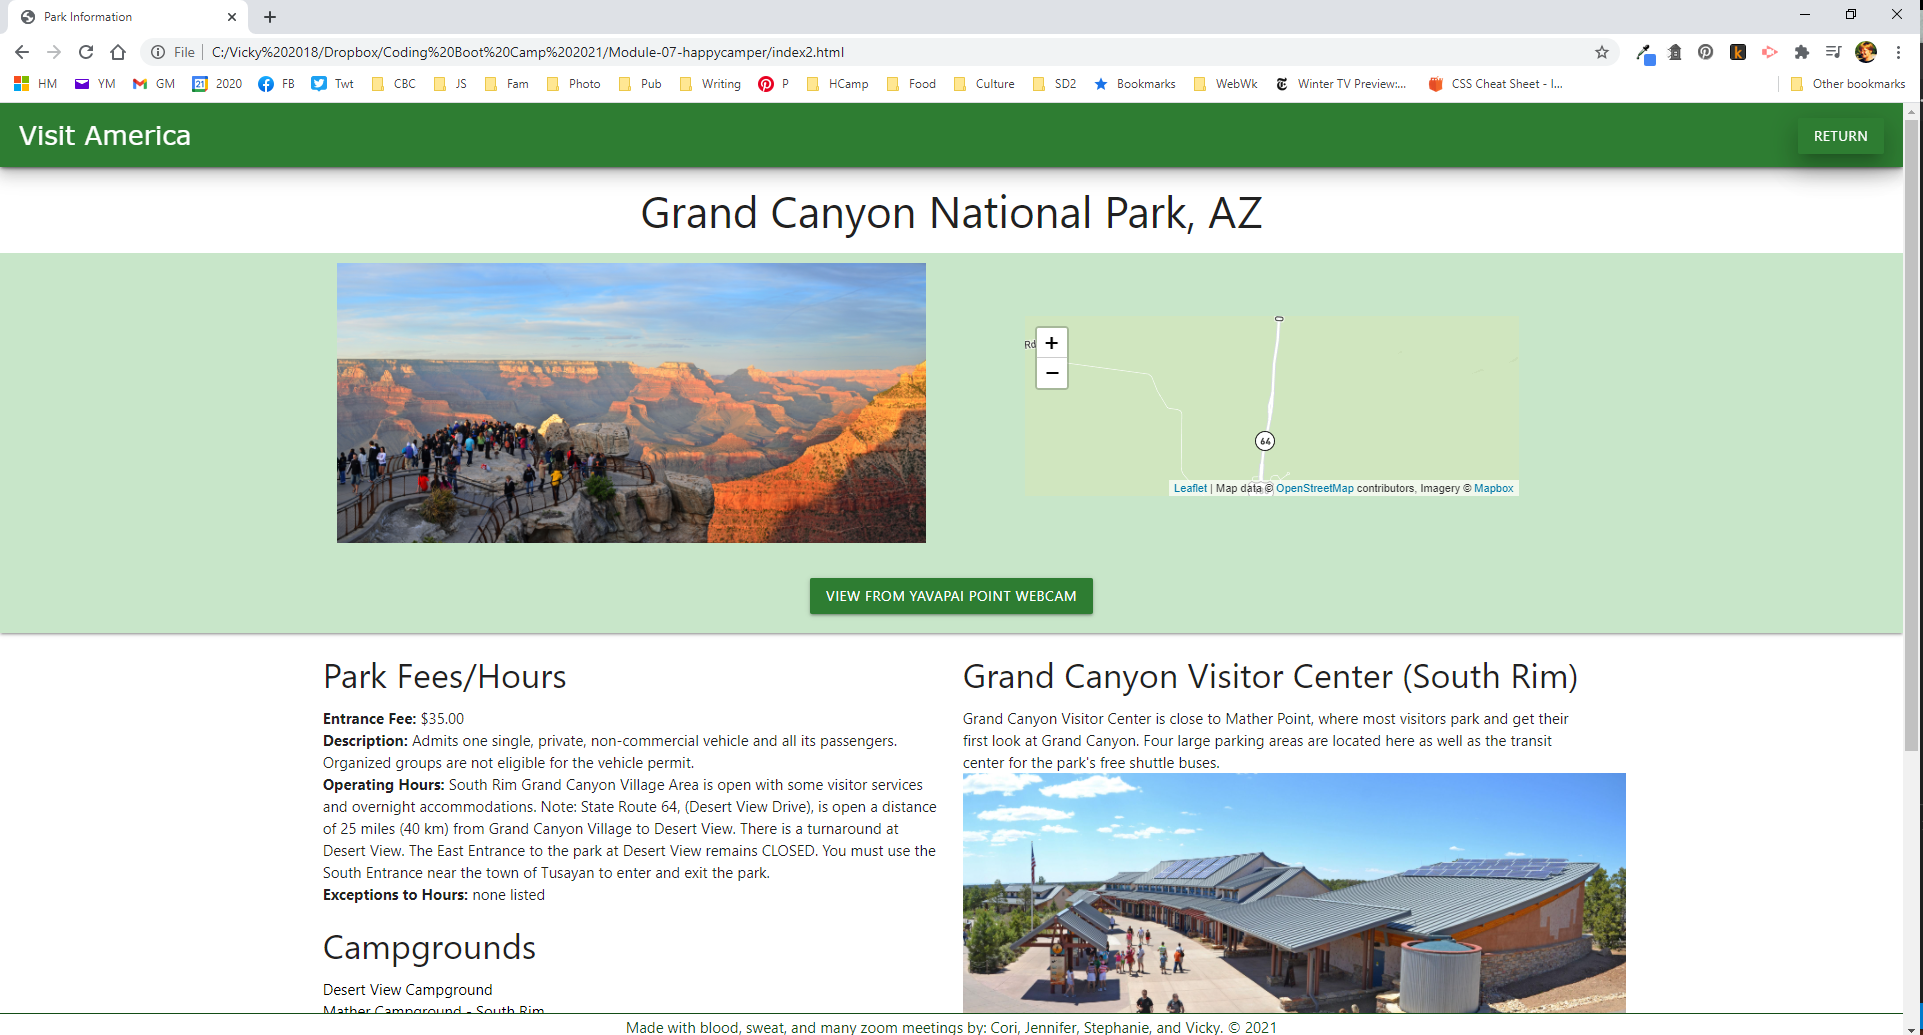 Park Information
File
C:/Vicky%202018/Dropbox/Coding%20Boot%20Camp%202021/Module-07-happycamper/index2.html
HM YM GM 2020 FB Twt CBC JS Fam Photo Pub Writing P HCamp Food Culture SD2 Bookmarks WebWk Winter TV Preview:... CSS Cheat Sheet - I... Other bookmarks
Visit America
RETURN
Grand Canyon National Park, AZ
Rd
+
−
64
Leaflet | Map data © OpenStreetMap contributors, Imagery © Mapbox
VIEW FROM YAVAPAI POINT WEBCAM
Park Fees/Hours
Entrance Fee: $35.00
Description: Admits one single, private, non-commercial vehicle and all its passengers.
Organized groups are not eligible for the vehicle permit.
Operating Hours: South Rim Grand Canyon Village Area is open with some visitor services
and overnight accommodations. Note: State Route 64, (Desert View Drive), is open a distance
of 25 miles (40 km) from Grand Canyon Village to Desert View. There is a turnaround at
Desert View. The East Entrance to the park at Desert View remains CLOSED. You must use the
South Entrance near the town of Tusayan to enter and exit the park.
Exceptions to Hours: none listed
Campgrounds
Desert View Campground
Mather Campground - South Rim
Grand Canyon Visitor Center (South Rim)
Grand Canyon Visitor Center is close to Mather Point, where most visitors park and get their
first look at Grand Canyon. Four large parking areas are located here as well as the transit
center for the park's free shuttle buses.
Made with blood, sweat, and many zoom meetings by: Cori, Jennifer, Stephanie, and Vicky. © 2021